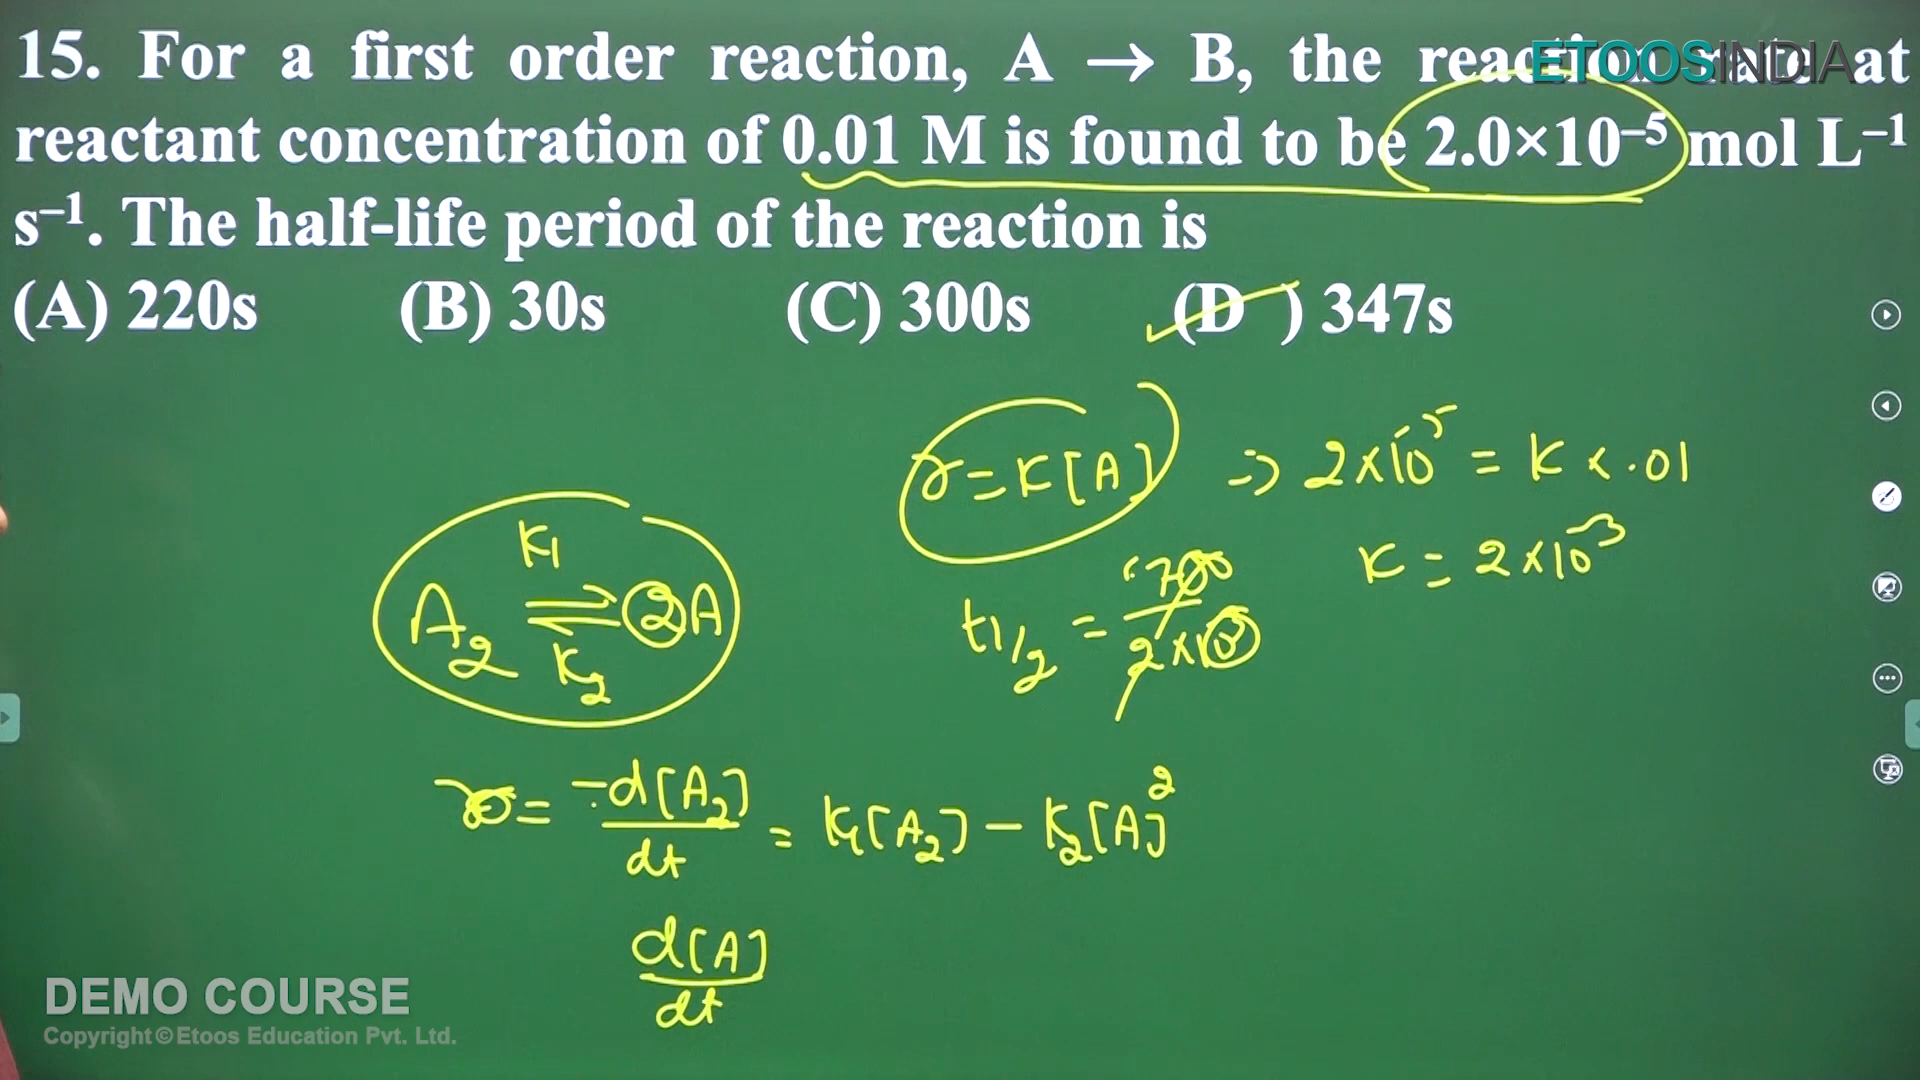 15. For a first order reaction, A → B, the reaction rate at
ETOOSINDIA
reactant concentration of 0.01 M is found to be 2.0×10⁻⁵ mol L⁻¹
s⁻¹. The half-life period of the reaction is
(A) 220s (B) 30s (C) 300s (D ) 347s
r = K[A] ⇒ 2×10⁻⁵ = K × .01
K = 2×10⁻³
K₁
A₂ ⇌ 2A
K₂
t1/2 = .700 / 2×10⁻³
r = -d[A₂]/dt = K₁[A₂] - K₂[A]²
d[A]/dt
DEMO COURSE
Copyright © Etoos Education Pvt. Ltd.